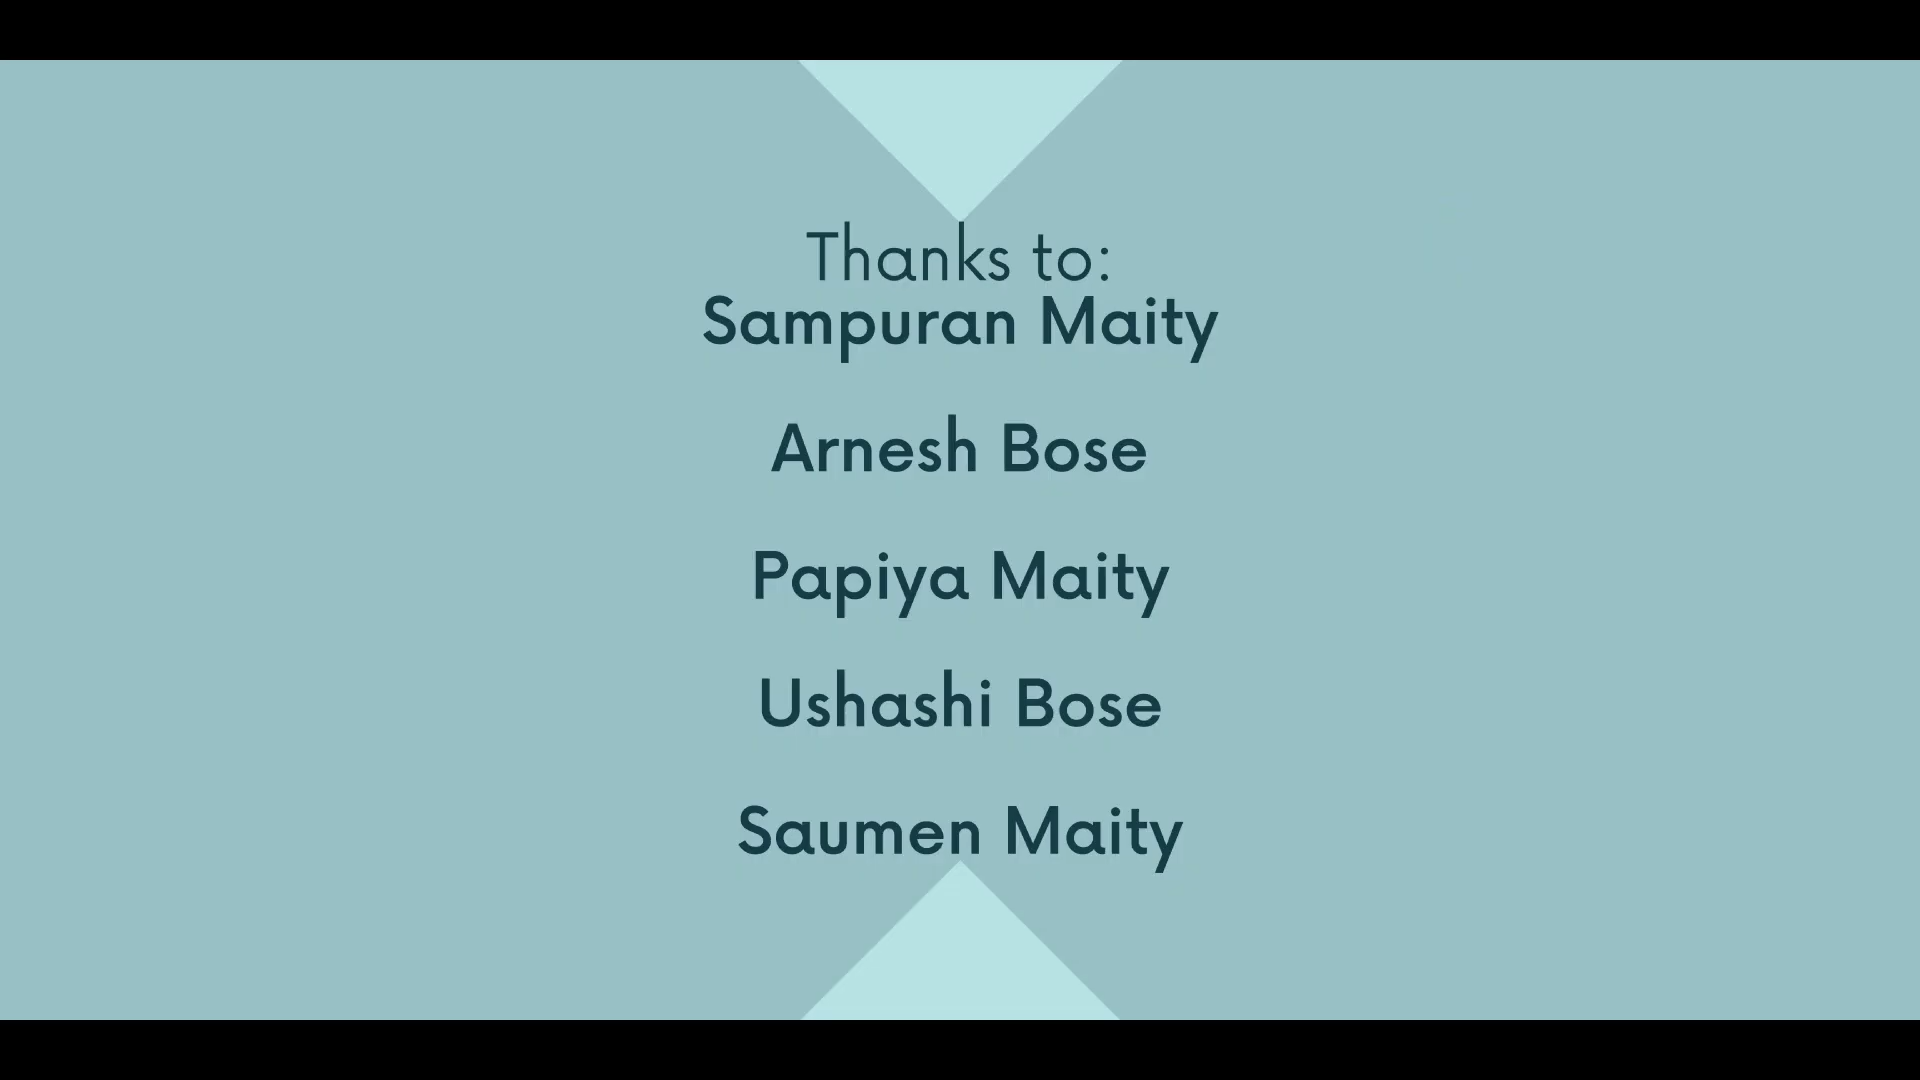 Thanks to:
Sampuran Maity
Arnesh Bose
Papiya Maity
Ushashi Bose
Saumen Maity